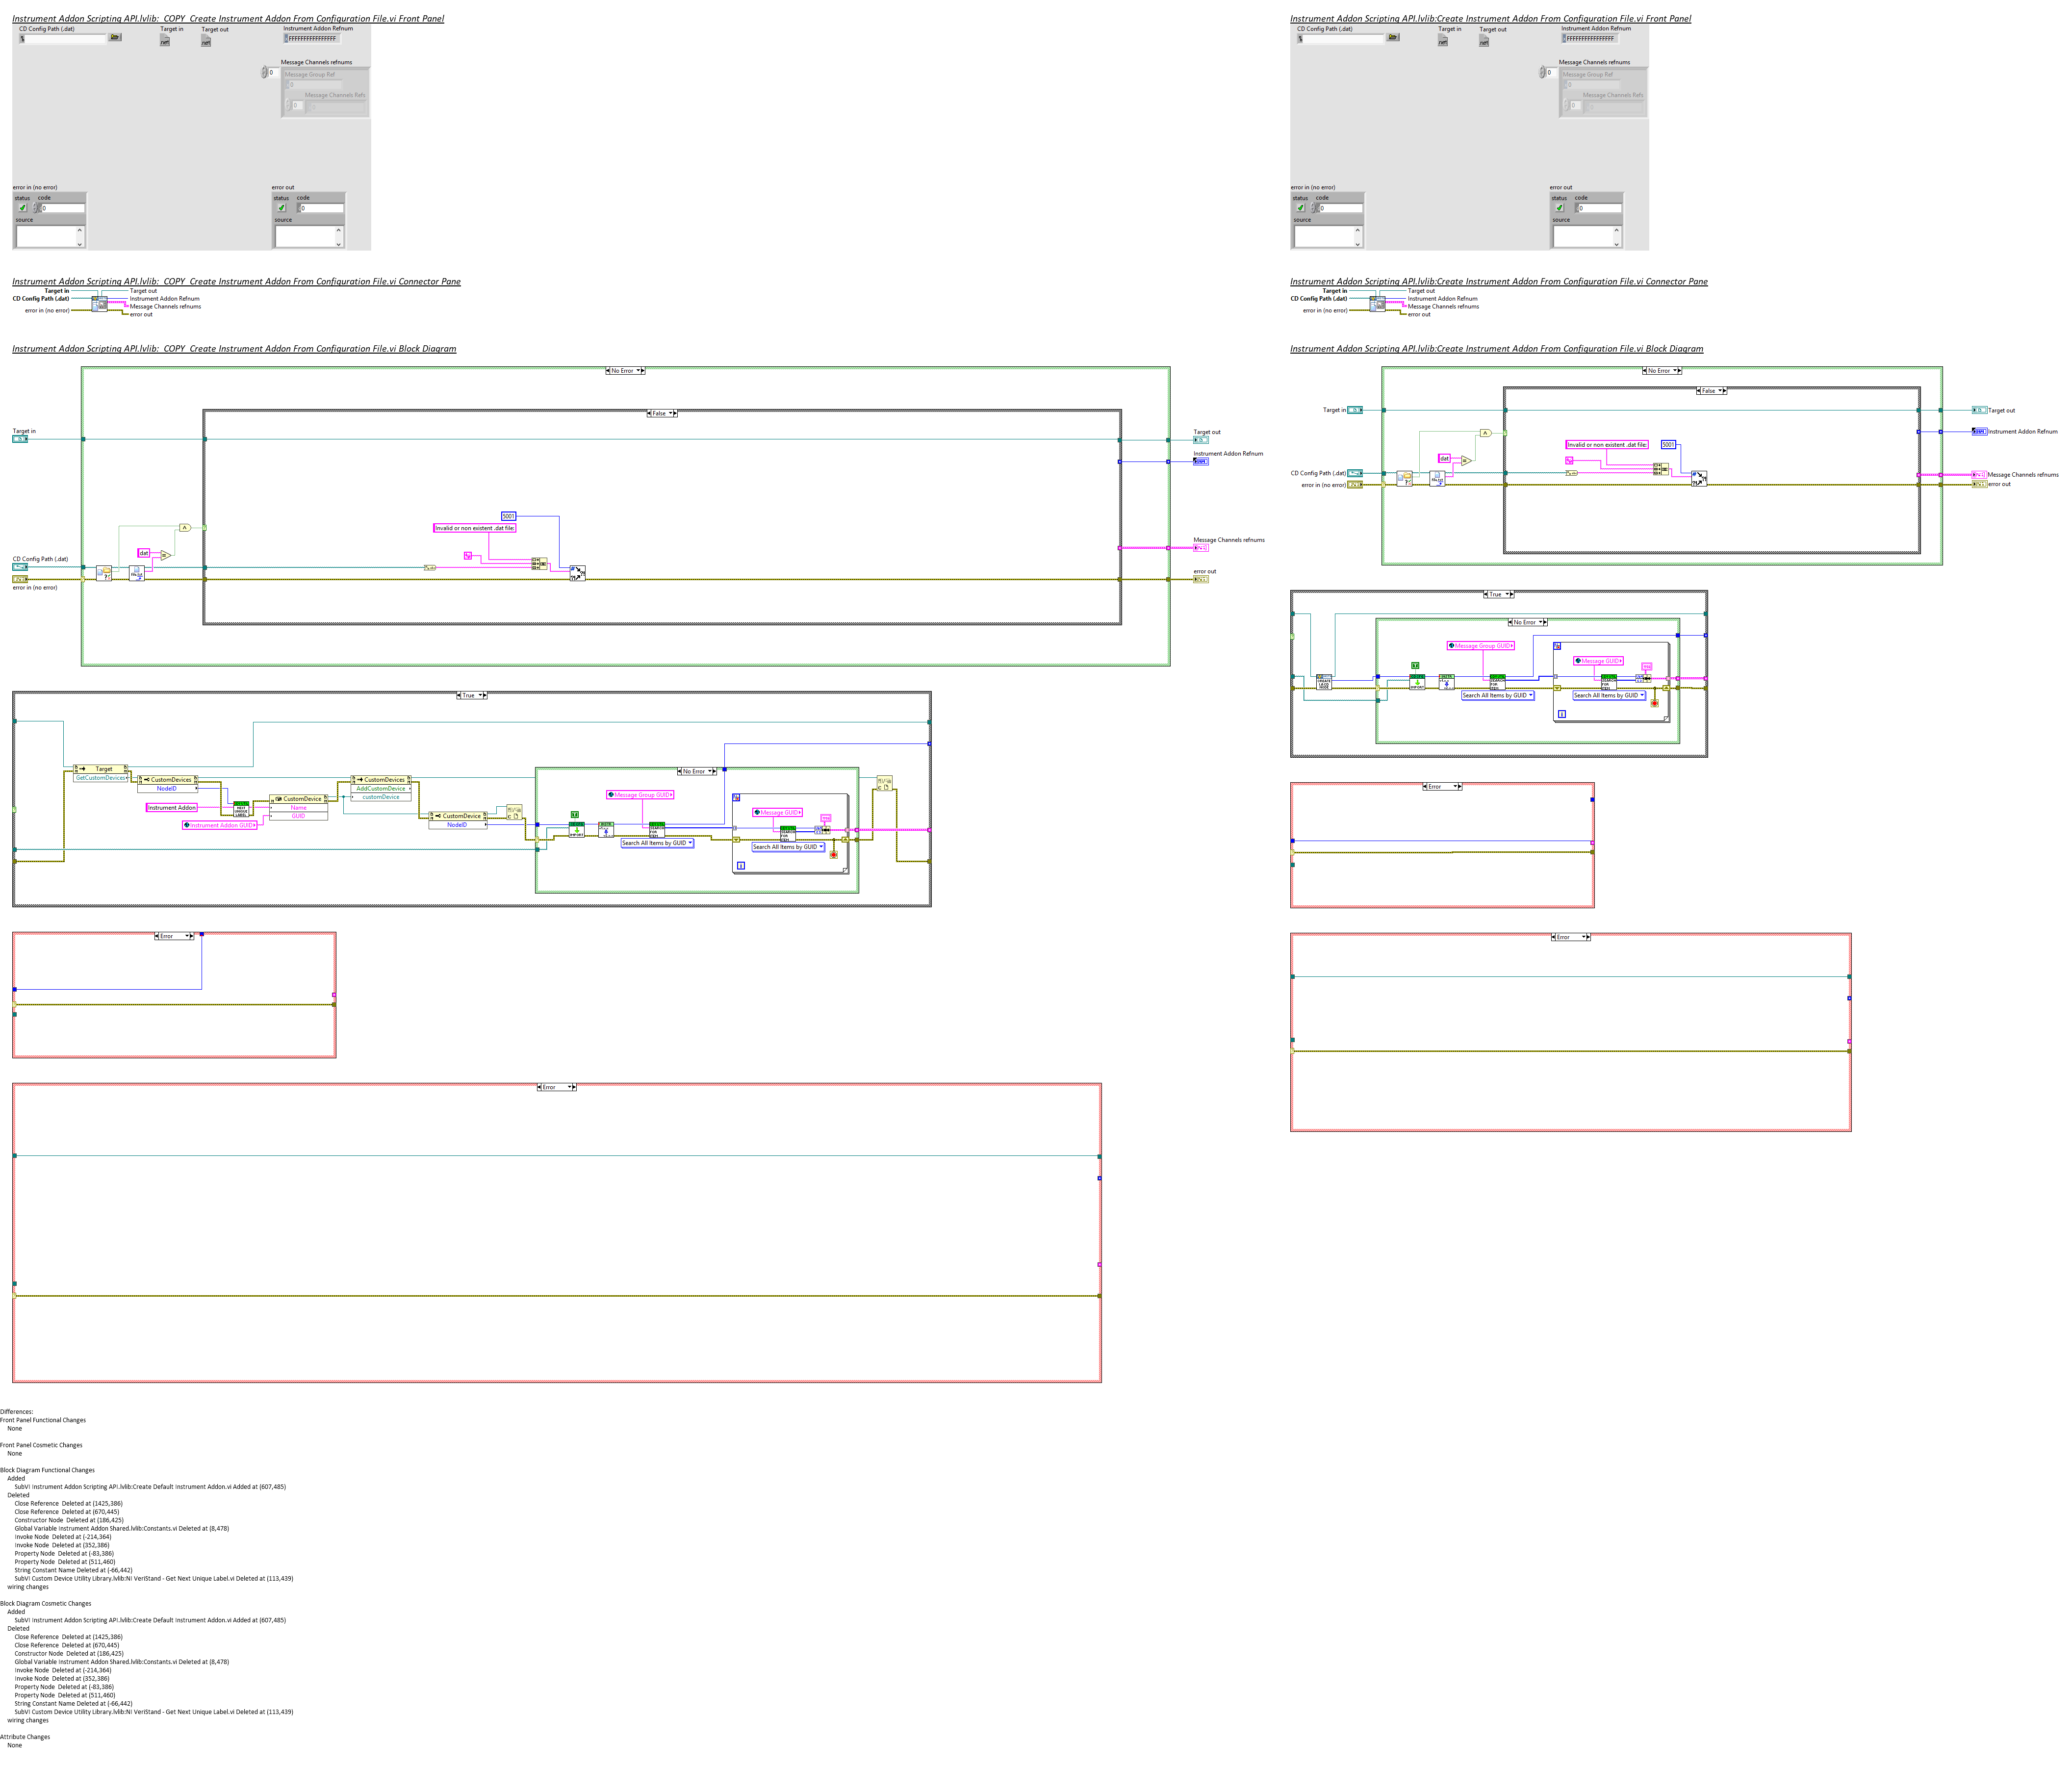 Instrument Addon Scripting API.lvlib:_COPY_Create Instrument Addon From Configuration File.vi Front Panel
CD Config Path (.dat)
Target in
Target out
Instrument Addon Refnum
FFFFFFFFFFFFFFFF
Message Channels refnums
0
Message Group Ref
0
Message Channels Refs
0
error in (no error)
status
code
0
source
error out
status
code
0
source
Instrument Addon Scripting API.lvlib:_COPY_Create Instrument Addon From Configuration File.vi Connector Pane
Target in
Target out
CD Config Path (.dat)
Instrument Addon Refnum
Message Channels refnums
error in (no error)
error out
Instrument Addon Scripting API.lvlib:_COPY_Create Instrument Addon From Configuration File.vi Block Diagram
No Error
False
Target in
Target out
Instrument Addon Refnum
5001
Invalid or non existent .dat file:
dat
CD Config Path (.dat)
Message Channels refnums
error out
error in (no error)
True
Target
GetCustomDevices
CustomDevices
NodeID
Instrument Addon
Instrument Addon GUID
CustomDevice
Name
GUID
CustomDevices
AddCustomDevice
customDevice
CustomDevice
NodeID
No Error
Message Group GUID
Search All Items by GUID
Message GUID
Search All Items by GUID
Error
Error
Differences:
Front Panel Functional Changes
None
Front Panel Cosmetic Changes
None
Block Diagram Functional Changes
Added
SubVI Instrument Addon Scripting API.lvlib:Create Default Instrument Addon.vi Added at (607,485)
Deleted
Close Reference  Deleted at (1425,386)
Close Reference  Deleted at (670,445)
Constructor Node  Deleted at (186,425)
Global Variable Instrument Addon Shared.lvlib:Constants.vi Deleted at (8,478)
Invoke Node  Deleted at (-214,364)
Invoke Node  Deleted at (352,386)
Property Node  Deleted at (-83,386)
Property Node  Deleted at (511,460)
String Constant Name Deleted at (-66,442)
SubVI Custom Device Utility Library.lvlib:NI VeriStand - Get Next Unique Label.vi Deleted at (113,439)
wiring changes
Block Diagram Cosmetic Changes
Added
SubVI Instrument Addon Scripting API.lvlib:Create Default Instrument Addon.vi Added at (607,485)
Deleted
Close Reference  Deleted at (1425,386)
Close Reference  Deleted at (670,445)
Constructor Node  Deleted at (186,425)
Global Variable Instrument Addon Shared.lvlib:Constants.vi Deleted at (8,478)
Invoke Node  Deleted at (-214,364)
Invoke Node  Deleted at (352,386)
Property Node  Deleted at (-83,386)
Property Node  Deleted at (511,460)
String Constant Name Deleted at (-66,442)
SubVI Custom Device Utility Library.lvlib:NI VeriStand - Get Next Unique Label.vi Deleted at (113,439)
wiring changes
Attribute Changes
None
Instrument Addon Scripting API.lvlib:Create Instrument Addon From Configuration File.vi Front Panel
CD Config Path (.dat)
Target in
Target out
Instrument Addon Refnum
FFFFFFFFFFFFFFFF
Message Channels refnums
0
Message Group Ref
0
Message Channels Refs
0
error in (no error)
status
code
0
source
error out
status
code
0
source
Instrument Addon Scripting API.lvlib:Create Instrument Addon From Configuration File.vi Connector Pane
Target in
Target out
CD Config Path (.dat)
Instrument Addon Refnum
Message Channels refnums
error in (no error)
error out
Instrument Addon Scripting API.lvlib:Create Instrument Addon From Configuration File.vi Block Diagram
No Error
False
Target in
Target out
Instrument Addon Refnum
Invalid or non existent .dat file:
5001
dat
CD Config Path (.dat)
Message Channels refnums
error in (no error)
error out
True
No Error
Message Group GUID
Message GUID
Search All Items by GUID
Search All Items by GUID
Error
Error